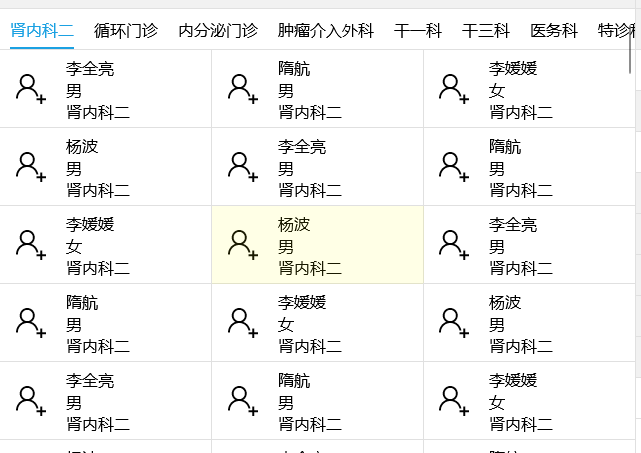 肾内科二 循环门诊 内分泌门诊 肿瘤介入外科 干一科 干三科 医务科 特诊
李全亮 隋航 李媛媛
男 男 女
肾内科二 肾内科二 肾内科二
杨波 李全亮 隋航
男 男 男
肾内科二 肾内科二 肾内科二
李媛媛 杨波 李全亮
女 男 男
肾内科二 肾内科二 肾内科二
隋航 李媛媛 杨波
男 女 男
肾内科二 肾内科二 肾内科二
李全亮 隋航 李媛媛
男 男 女
肾内科二 肾内科二 肾内科二